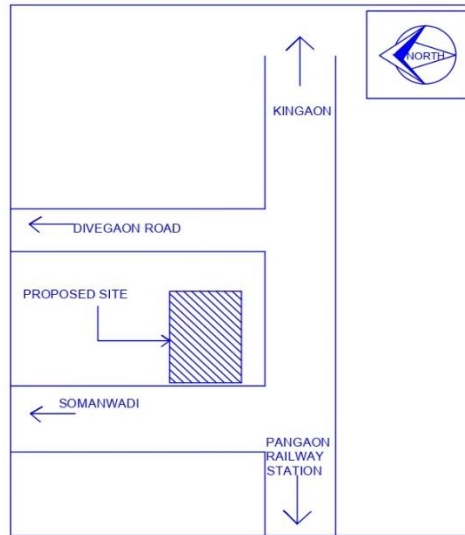 NORTH
KINGAON
DIVEGAON ROAD
PROPOSED SITE
SOMANWADI
PANGAON
RAILWAY
STATION